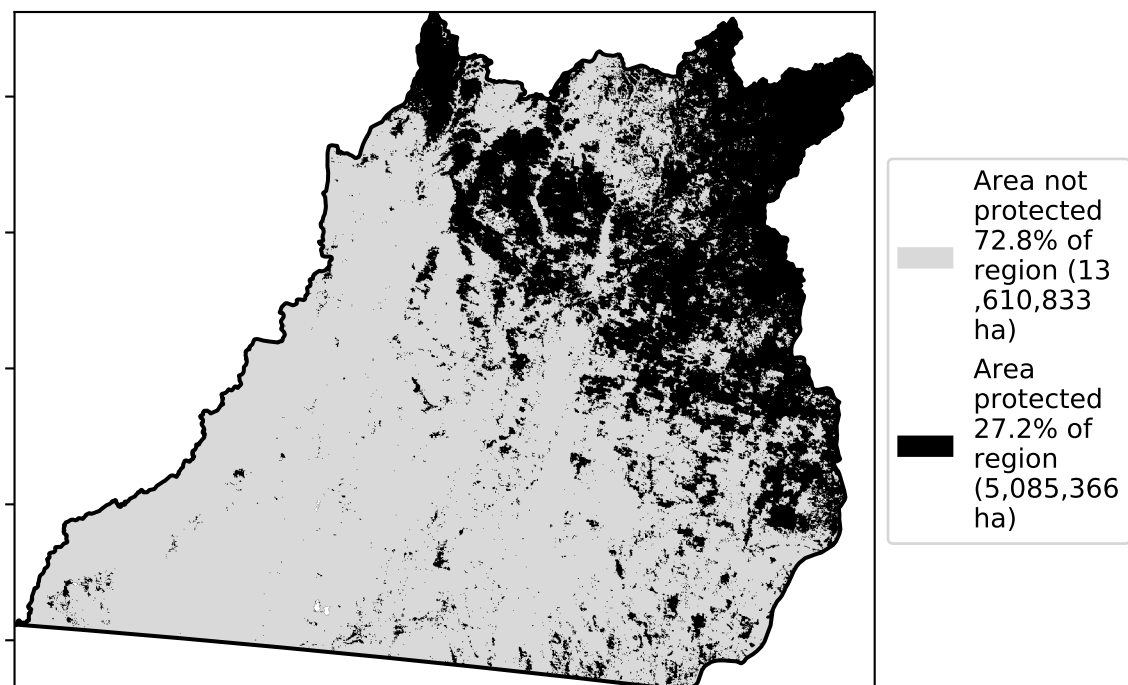 Area not
protected
72.8% of
region (13
,610,833
ha)
Area
protected
27.2% of
region
(5,085,366
ha)